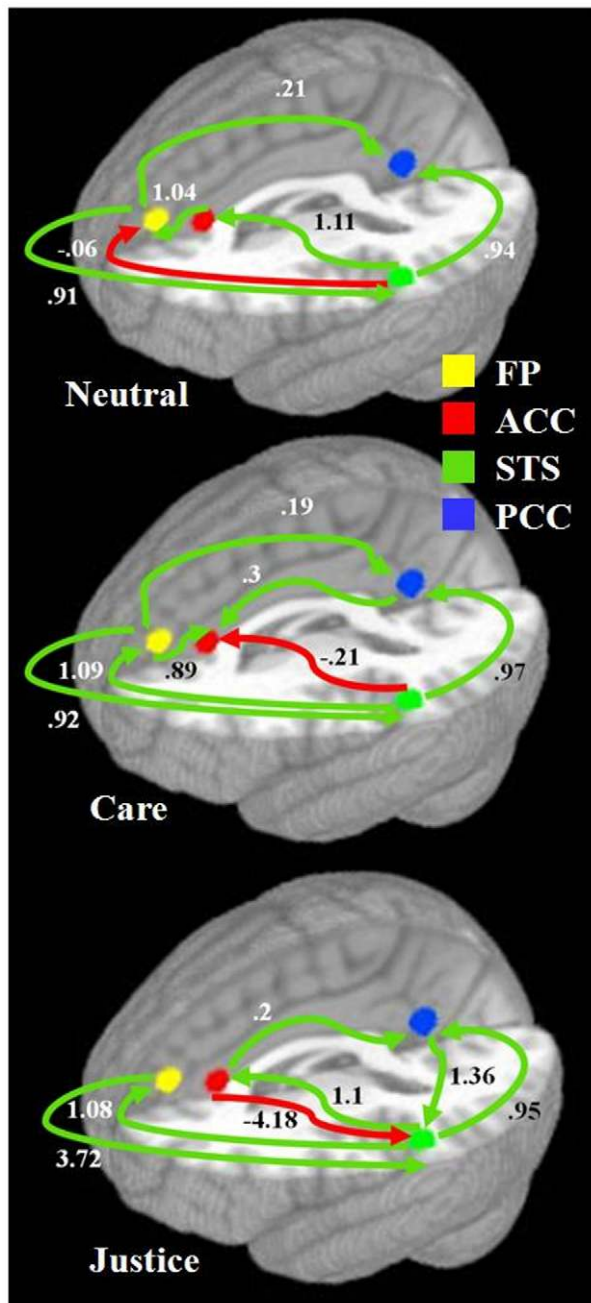 .21
1.04
1.11
-.06
.94
.91
Neutral
FP
ACC
STS
PCC
.19
.3
-.21
1.09
.89
.97
.92
Care
.2
1.36
1.1
1.08
-4.18
.95
3.72
Justice